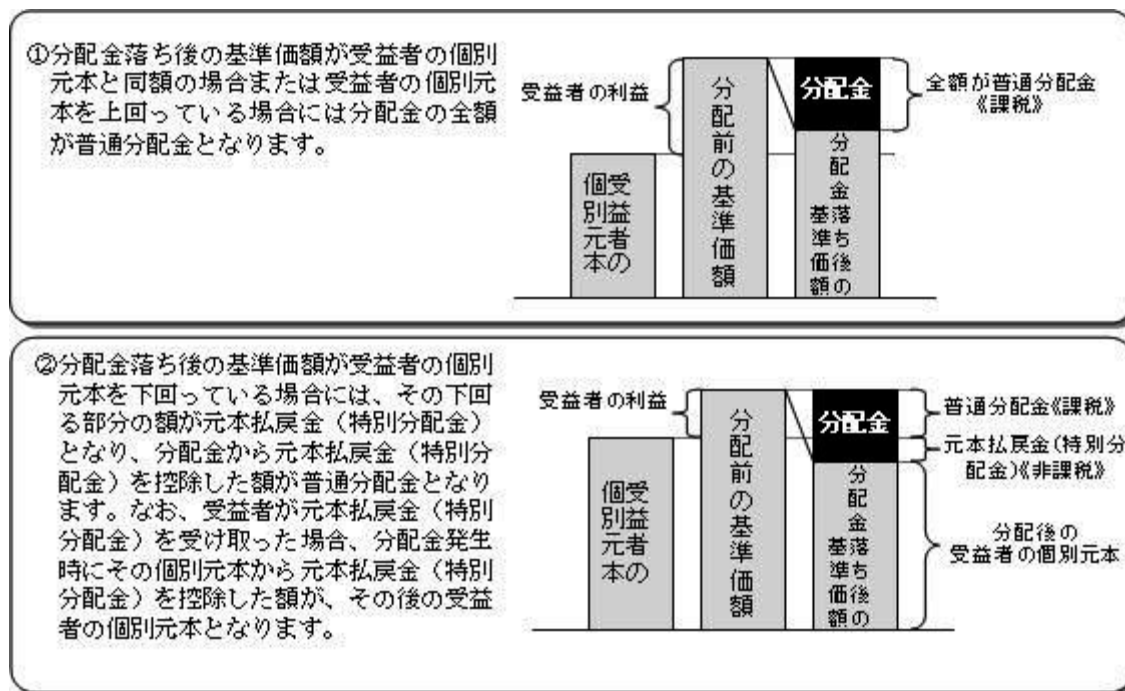 ①分配金落ち後の基準価額が受益者の個別
元本と同額の場合または受益者の個別元
本を上回っている場合には分配金の全額
が普通分配金となります。
受益者の利益
受益者の
個別元本
分配前の基準価額
分配金
分配金落ち後の
基準価額
全額が普通分配金
《課税》
②分配金落ち後の基準価額が受益者の個別
元本を下回っている場合には、その下回
る部分の額が元本払戻金（特別分配金）
となり、分配金から元本払戻金（特別分
配金）を控除した額が普通分配金となり
ます。なお、受益者が元本払戻金（特別
分配金）を受け取った場合、分配金発生
時にその個別元本から元本払戻金（特別
分配金）を控除した額が、その後の受益
者の個別元本となります。
受益者の利益
受益者の
個別元本
分配前の基準価額
分配金
分配金落ち後の
基準価額
普通分配金《課税》
元本払戻金（特別分
配金）《非課税》
分配後の
受益者の個別元本